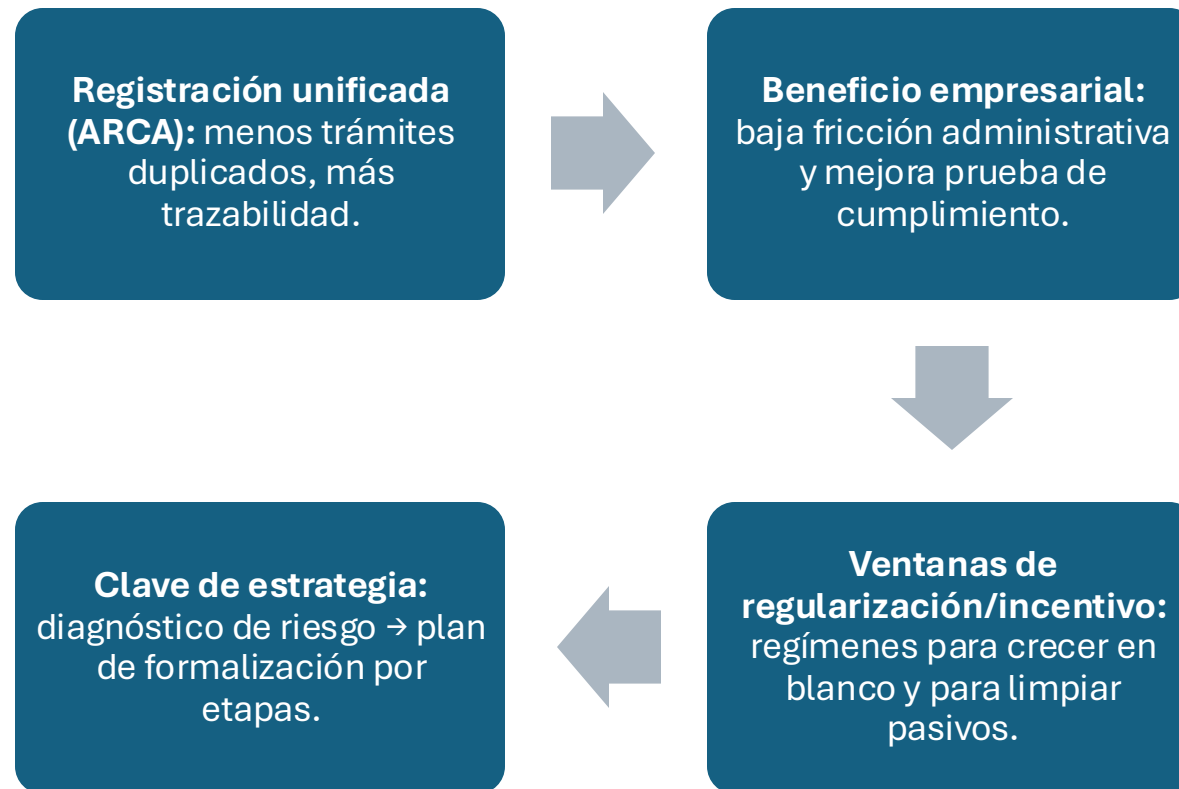 Registración unificada
(ARCA): menos trámites
duplicados, más
trazabilidad.
Beneficio empresarial:
baja fricción administrativa
y mejora prueba de
cumplimiento.
Ventanas de
regularización/incentivo:
regímenes para crecer en
blanco y para limpiar
pasivos.
Clave de estrategia:
diagnóstico de riesgo → plan
de formalización por
etapas.